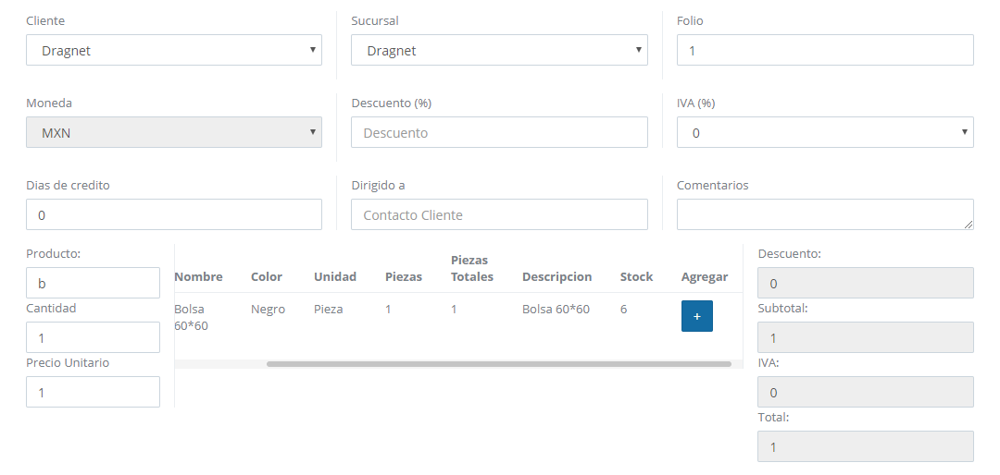 Cliente
Dragnet
Sucursal
Dragnet
Folio
1
Moneda
MXN
Descuento (%)
Descuento
IVA (%)
0
Dias de credito
0
Dirigido a
Contacto Cliente
Comentarios
Producto:
b
Cantidad
1
Precio Unitario
1
Nombre Color Unidad Piezas Piezas Totales Descripcion Stock Agregar
Bolsa 60*60 Negro Pieza 1 1 Bolsa 60*60 6 +
Descuento:
0
Subtotal:
1
IVA:
0
Total:
1